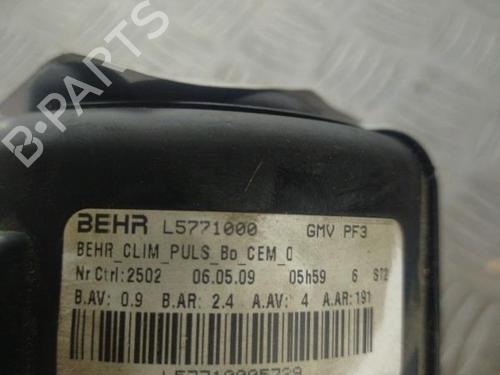 B-PARTS
BEHR L5771000 GMV PF3
BEHR_CLIM_PULS_Bo_CEM_0
Nr Ctrl:2502 06.05.09 05h59 6 ST2
B.AV: 0.9 B.AR: 2.4 A.AV: 4 A.AR:191